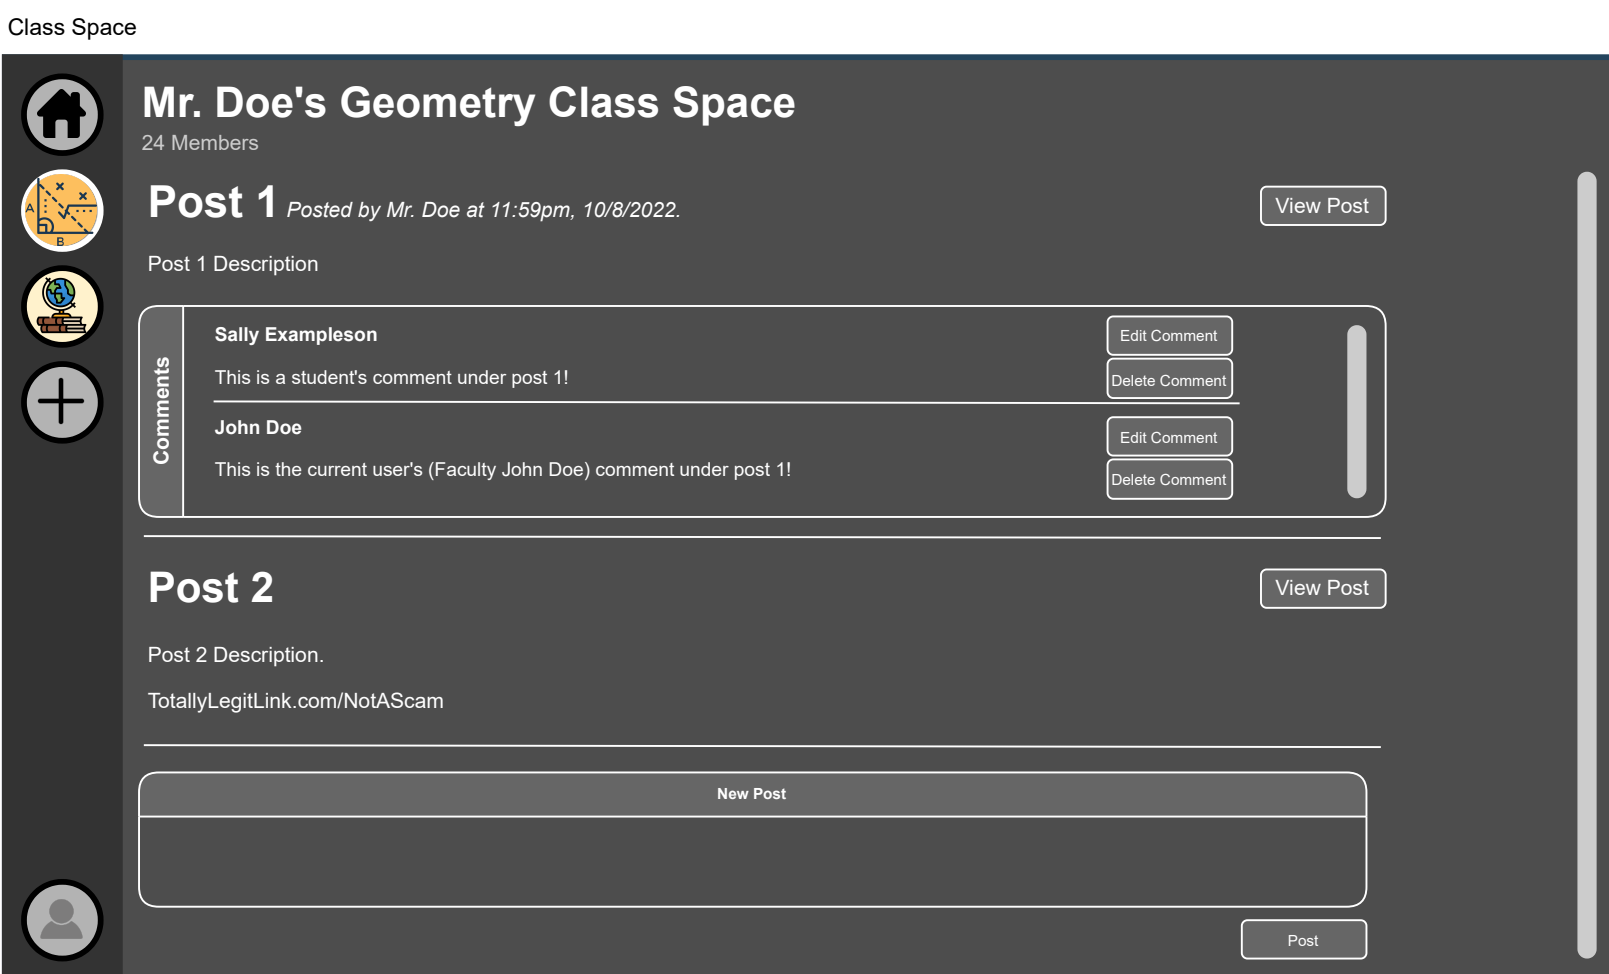 Class Space
Mr. Doe's Geometry Class Space
24 Members
A
B
Post 1 Posted by Mr. Doe at 11:59pm, 10/8/2022.
View Post
Post 1 Description
Comments
Sally Exampleson
Edit Comment
This is a student's comment under post 1!
Delete Comment
John Doe
Edit Comment
This is the current user's (Faculty John Doe) comment under post 1!
Delete Comment
Post 2
View Post
Post 2 Description.
TotallyLegitLink.com/NotAScam
New Post
Post